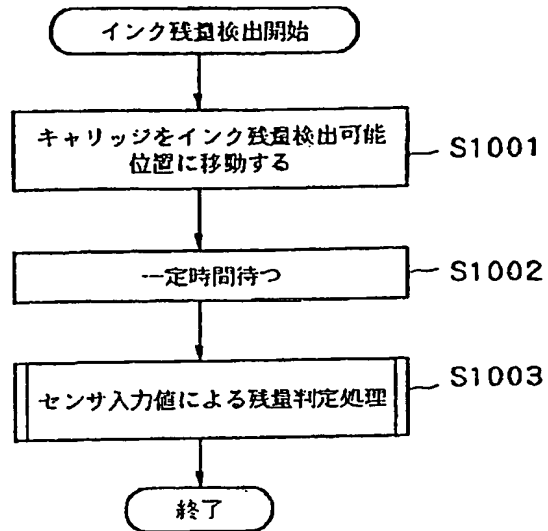 インク残量検出開始
キャリッジをインク残量検出可能
位置に移動する
S1001
一定時間待つ
S1002
センサ入力値による残量判定処理
S1003
終了